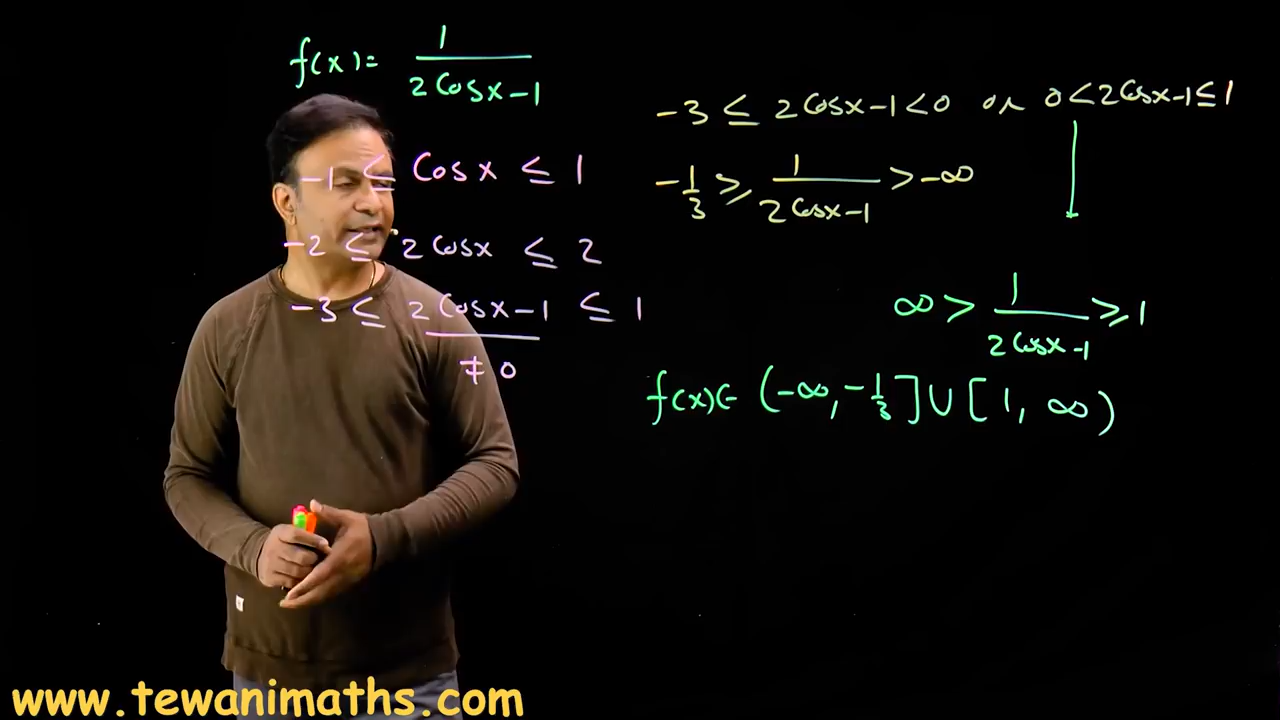 f(x) = 1/(2Cosx-1)
-1 ≤ Cosx ≤ 1
-2 ≤ 2Cosx ≤ 2
-3 ≤ 2Cosx-1 ≤ 1
≠ 0
-3 ≤ 2Cosx-1 < 0 or 0 < 2Cosx-1 ≤ 1
-1/3 ≥ 1/(2Cosx-1) > -∞
∞ > 1/(2Cosx-1) ≥ 1
f(x) ∈ (-∞, -1/3] ∪ [1, ∞)
www.tewanimaths.com